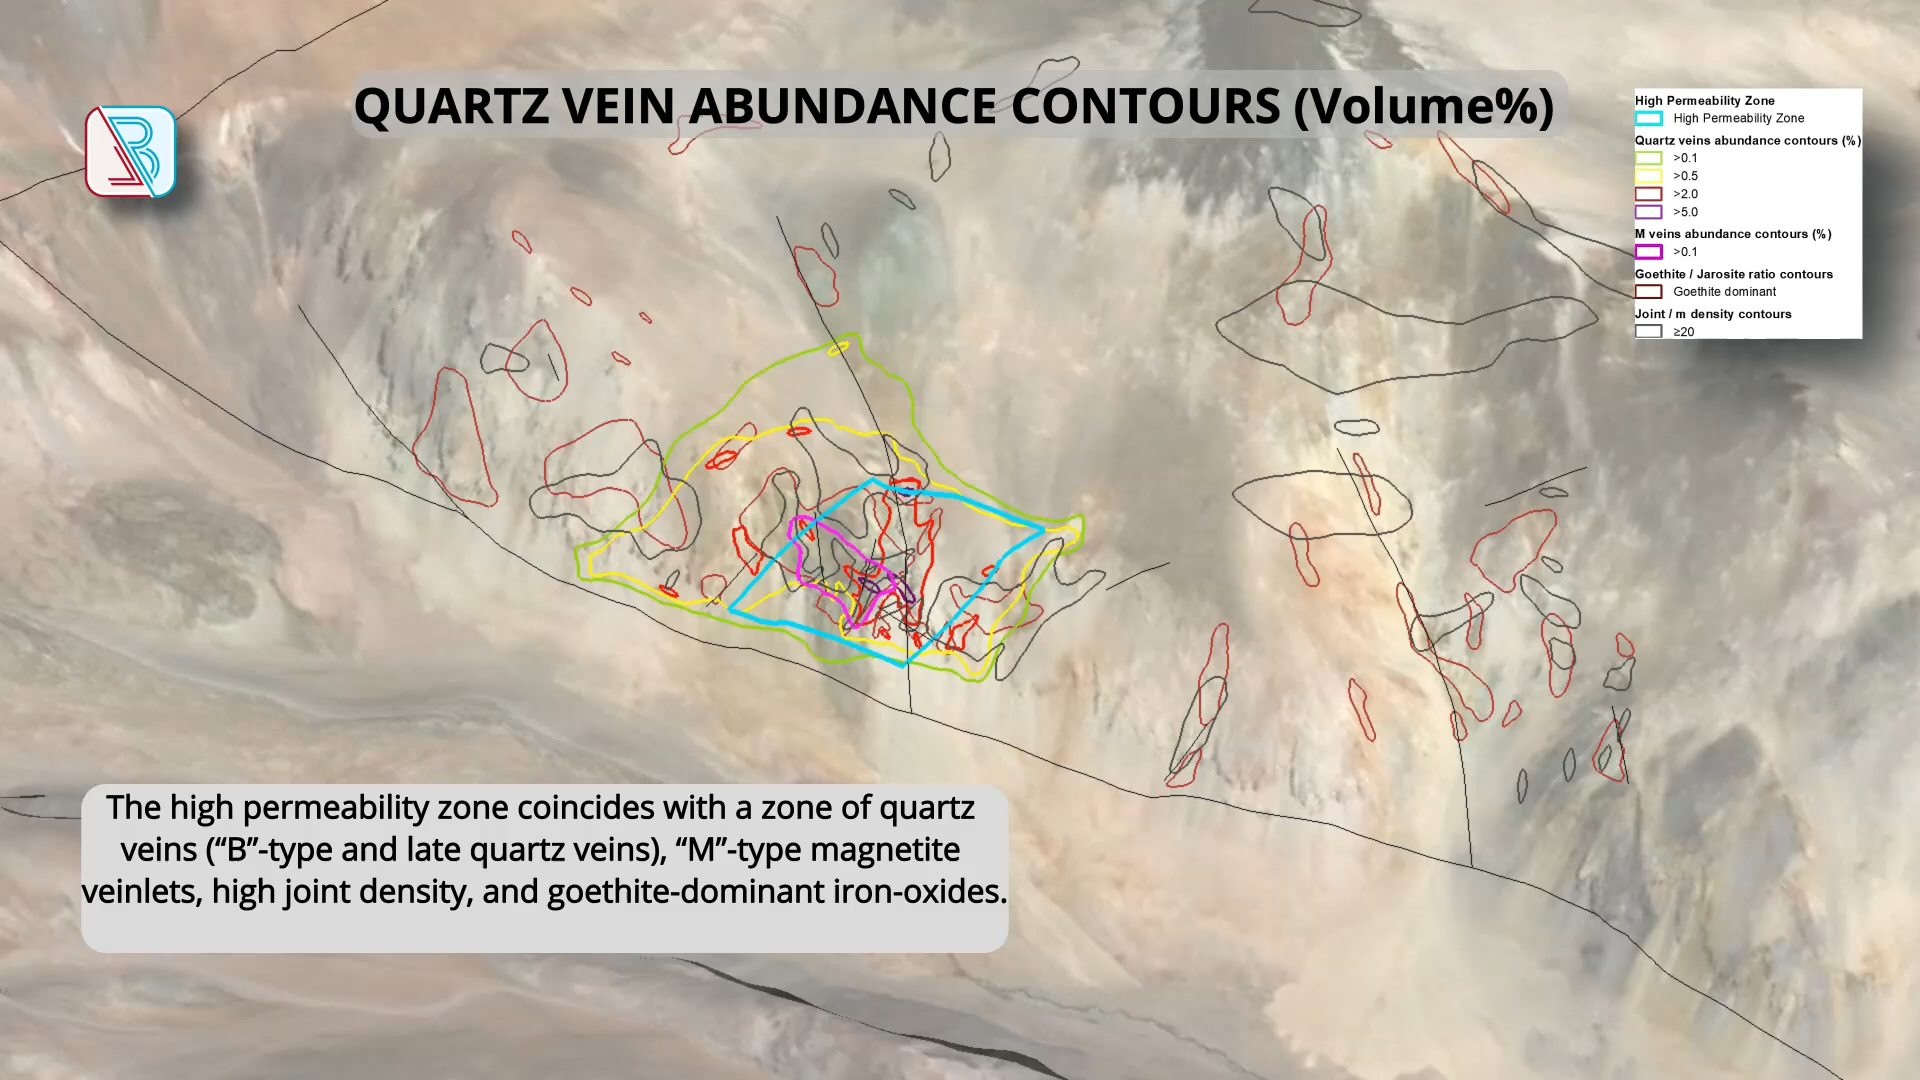 QUARTZ VEIN ABUNDANCE CONTOURS (Volume%)
High Permeability Zone
High Permeability Zone
Quartz veins abundance contours (%)
>0.1
>0.5
>2.0
>5.0
M veins abundance contours (%)
>0.1
Goethite / Jarosite ratio contours
Goethite dominant
Joint / m density contours
≥20
The high permeability zone coincides with a zone of quartz
veins (“B”-type and late quartz veins), “M”-type magnetite
veinlets, high joint density, and goethite-dominant iron-oxides.